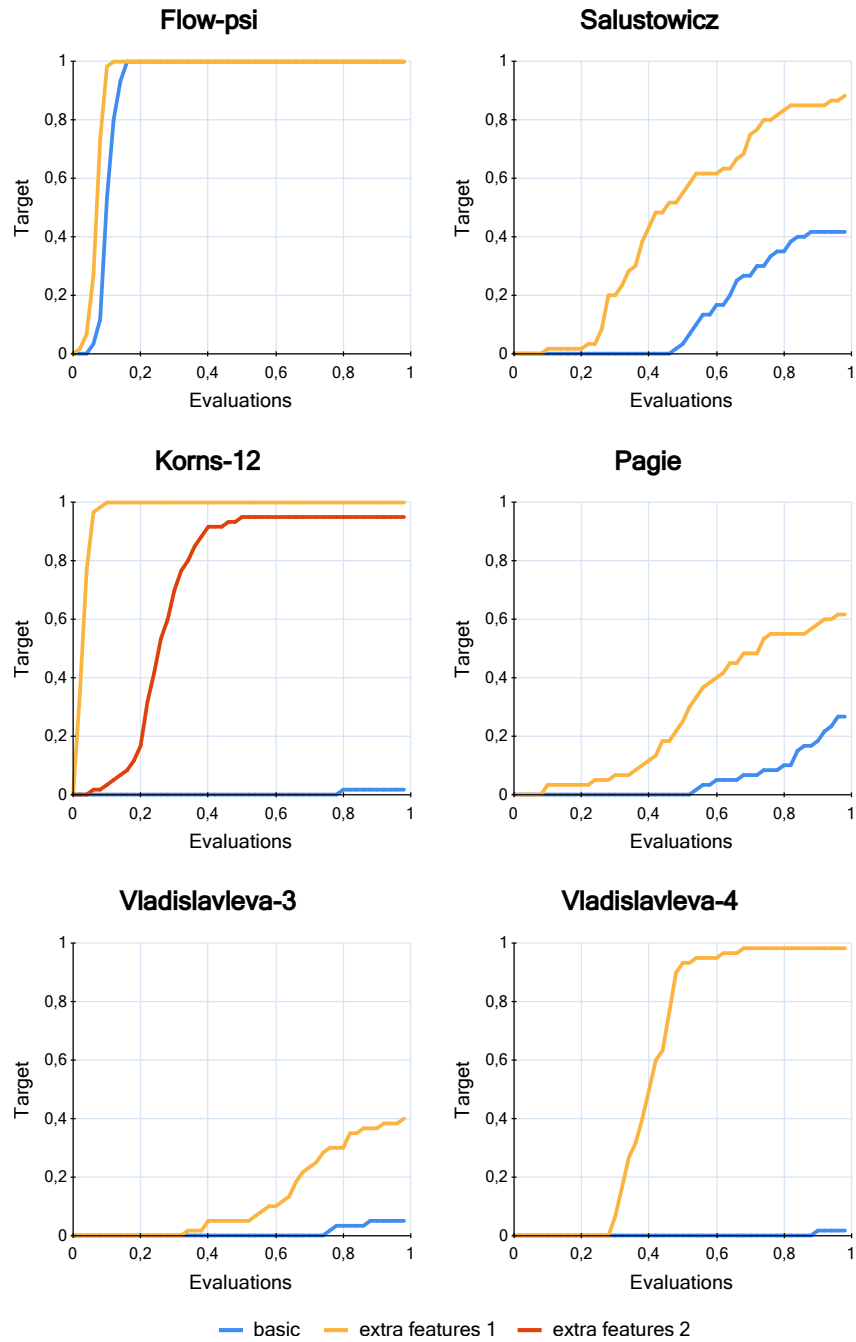 Flow-psi
Salustowicz
1
0,8
0,6
0,4
0,2
0
Target
0 0,2 0,4 0,6 0,8 1
Evaluations
1
0,8
0,6
0,4
0,2
0
Target
0 0,2 0,4 0,6 0,8 1
Evaluations
Korns-12
Pagie
1
0,8
0,6
0,4
0,2
0
Target
0 0,2 0,4 0,6 0,8 1
Evaluations
1
0,8
0,6
0,4
0,2
0
Target
0 0,2 0,4 0,6 0,8 1
Evaluations
Vladislavleva-3
Vladislavleva-4
1
0,8
0,6
0,4
0,2
0
Target
0 0,2 0,4 0,6 0,8 1
Evaluations
1
0,8
0,6
0,4
0,2
0
Target
0 0,2 0,4 0,6 0,8 1
Evaluations
basic extra features 1 extra features 2